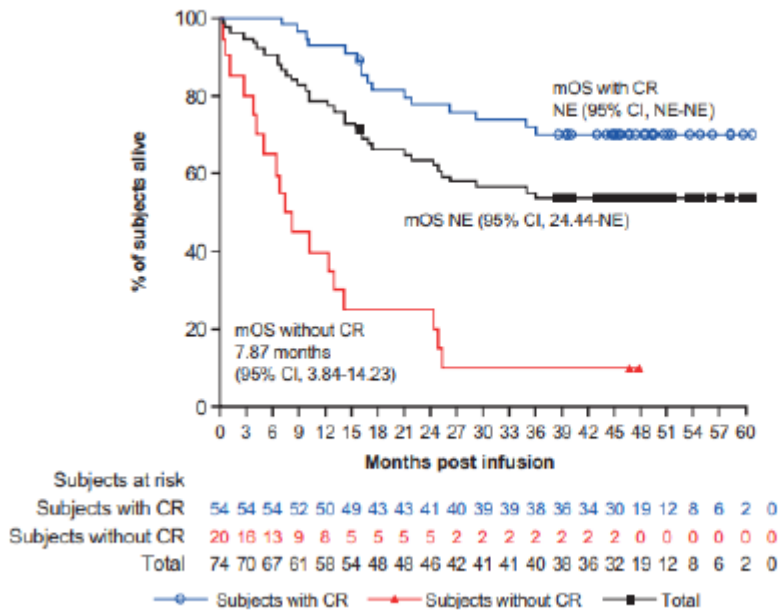 % of subjects alive
100
80
60
40
20
0
mOS with CR
NE (95% CI, NE-NE)
mOS NE (95% CI, 24.44-NE)
mOS without CR
7.87 months
(95% CI, 3.84-14.23)
0 3 6 9 12 15 16 21 24 27 30 33 36 39 42 45 48 51 54 57 60
Months post infusion
Subjects at risk
Subjects with CR 54 54 54 52 50 49 43 43 41 40 39 39 38 36 34 30 19 12 8 6 2 0
Subjects without CR 20 16 13 9 8 5 5 5 5 2 2 2 2 2 2 2 0 0 0 0 0 0
Total 74 70 67 61 58 54 48 48 46 42 41 41 40 38 36 32 19 12 8 6 2 0
Subjects with CR Subjects without CR Total